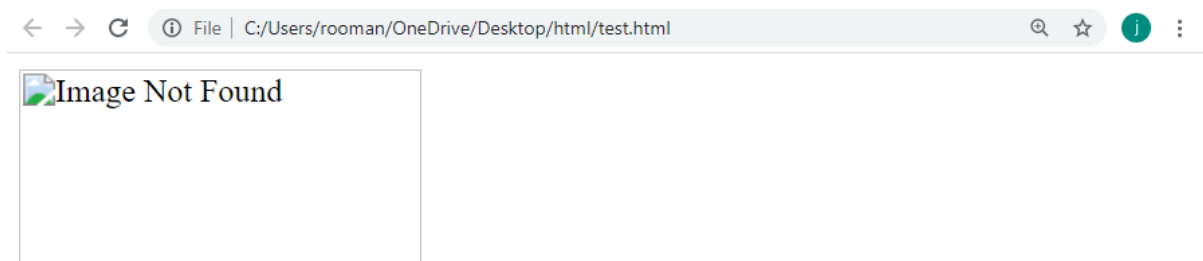 File | C:/Users/rooman/OneDrive/Desktop/html/test.html
j
Image Not Found